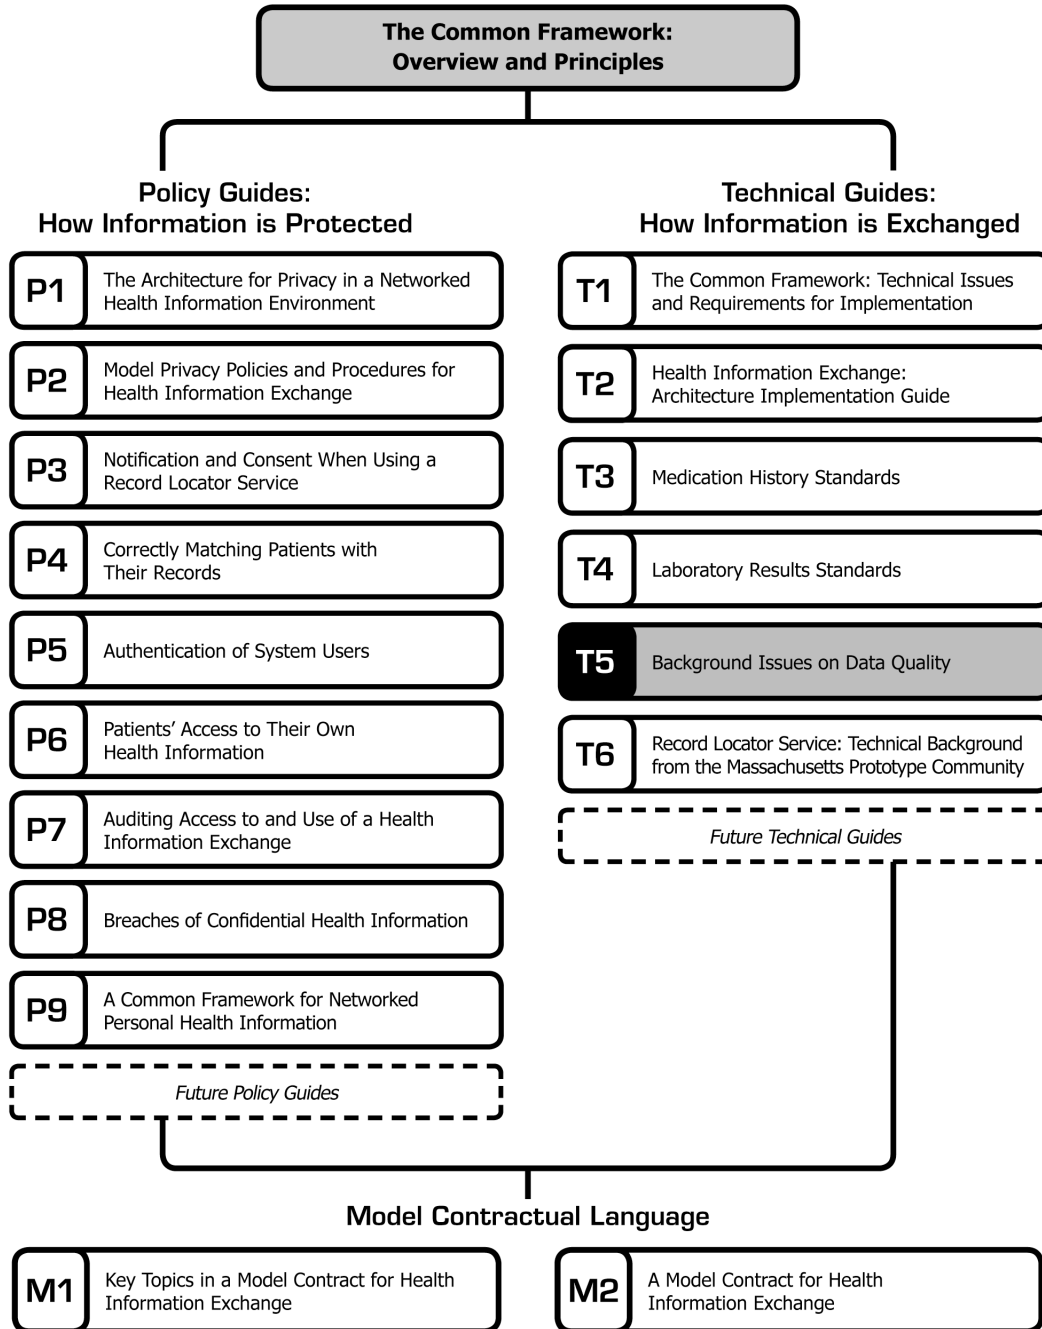 The Common Framework:
Overview and Principles
Policy Guides:
How Information is Protected
P1
The Architecture for Privacy in a Networked
Health Information Environment
P2
Model Privacy Policies and Procedures for
Health Information Exchange
P3
Notification and Consent When Using a
Record Locator Service
P4
Correctly Matching Patients with
Their Records
P5
Authentication of System Users
P6
Patients’ Access to Their Own
Health Information
P7
Auditing Access to and Use of a Health
Information Exchange
P8
Breaches of Confidential Health Information
P9
A Common Framework for Networked
Personal Health Information
Future Policy Guides
Technical Guides:
How Information is Exchanged
T1
The Common Framework: Technical Issues
and Requirements for Implementation
T2
Health Information Exchange:
Architecture Implementation Guide
T3
Medication History Standards
T4
Laboratory Results Standards
T5
Background Issues on Data Quality
T6
Record Locator Service: Technical Background
from the Massachusetts Prototype Community
Future Technical Guides
Model Contractual Language
M1
Key Topics in a Model Contract for Health
Information Exchange
M2
A Model Contract for Health
Information Exchange